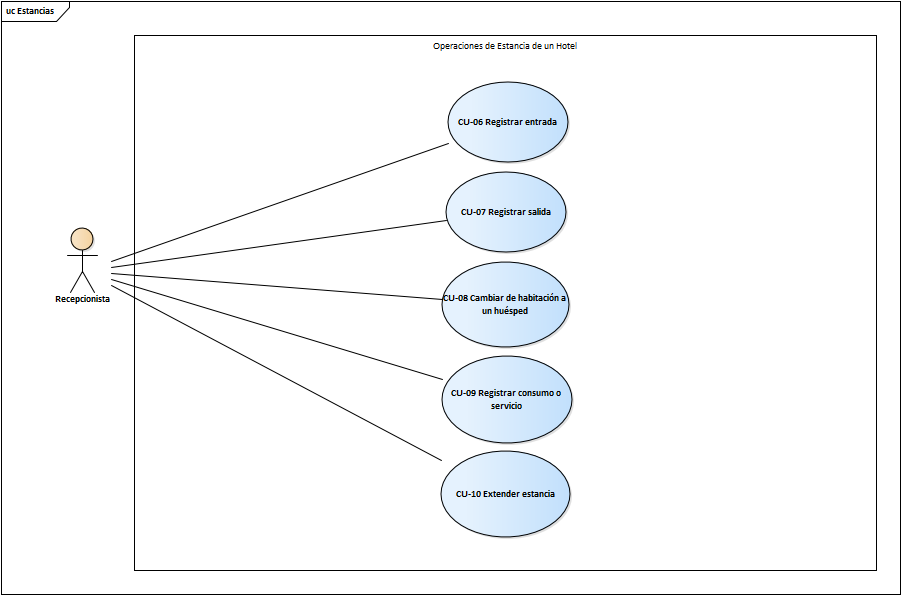 uc Estancias
Operaciones de Estancia de un Hotel
CU-06 Registrar entrada
CU-07 Registrar salida
CU-08 Cambiar de habitación a
un huésped
Recepcionista
CU-09 Registrar consumo o
servicio
CU-10 Extender estancia